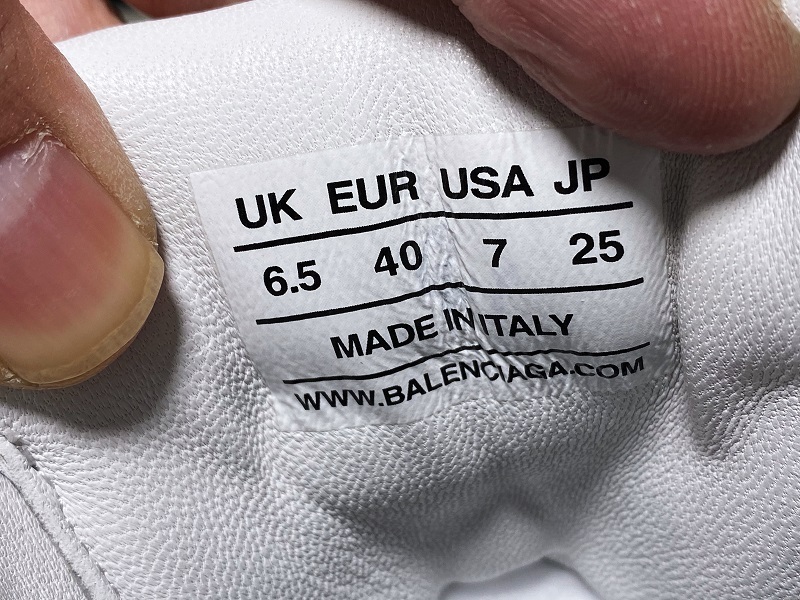 UK EUR USA JP
6.5 40 7 25
MADE IN ITALY
WWW.BALENCIAGA.COM